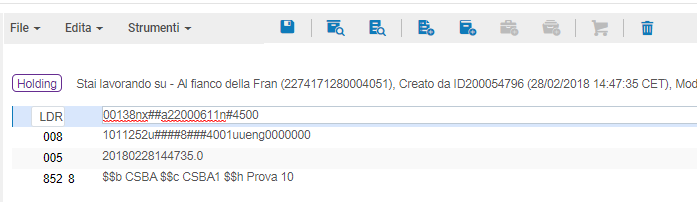 File Edita Strumenti
Holding Stai lavorando su - Al fianco della Fran (2274171280004051), Creato da ID200054796 (28/02/2018 14:47:35 CET), Mod
LDR 00138nx##a22000611n#4500
008 1011252u####8###4001uueng0000000
005 20180228144735.0
852 8 $$b CSBA $$c CSBA1 $$h Prova 10